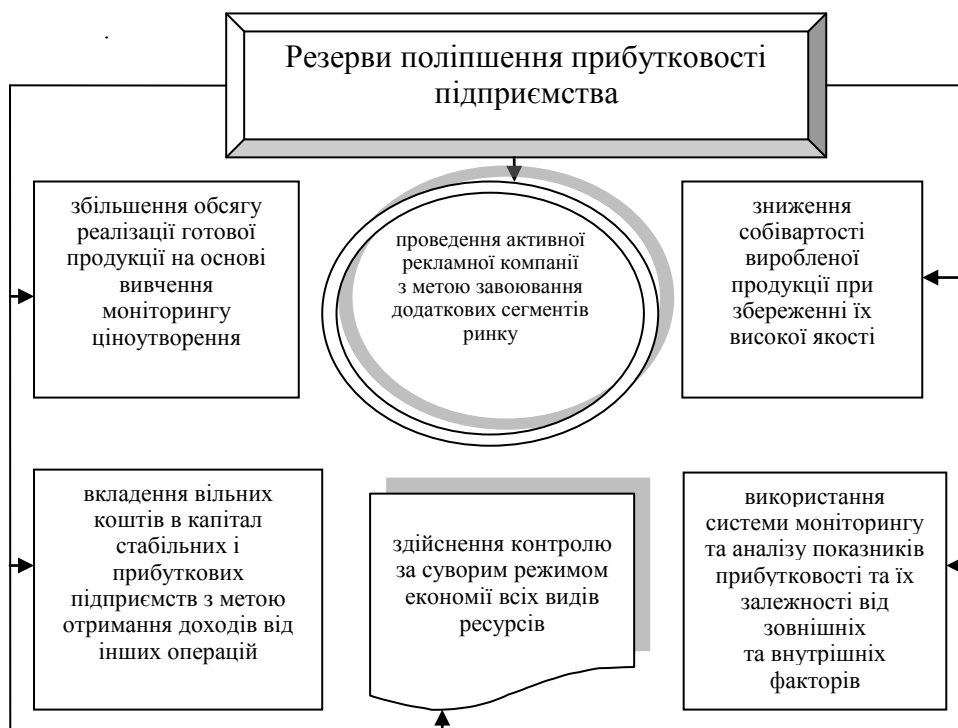 Резерви поліпшення прибутковості
підприємства
збільшення обсягу
реалізації готової
продукції на основі
вивчення
моніторингу
ціноутворення
проведення активної
рекламної компанії
з метою завоювання
додаткових сегментів
ринку
зниження
собівартості
виробленої
продукції при
збереженні їх
високої якості
вкладення вільних
коштів в капітал
стабільних і
прибуткових
підприємств з метою
отримання доходів від
інших операцій
здійснення контролю
за суворим режимом
економії всіх видів
ресурсів
використання
системи моніторингу
та аналізу показників
прибутковості та їх
залежності від
зовнішніх
та внутрішніх
факторів